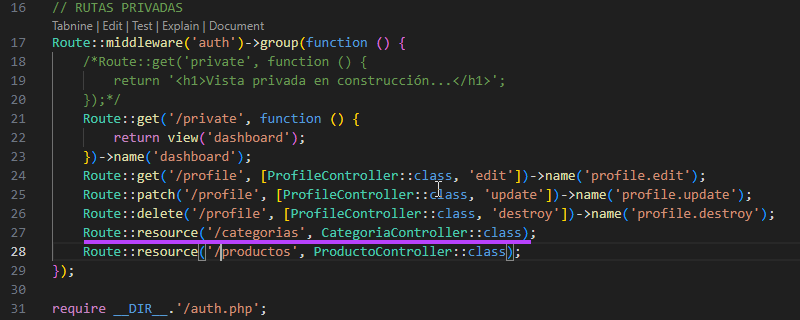 16 // RUTAS PRIVADAS
Tabnine | Edit | Test | Explain | Document
17 Route::middleware('auth')->group(function () {
18 /*Route::get('private', function () {
19 return '<h1>Vista privada en construcción...</h1>';
20 });*/
21 Route::get('/private', function () {
22 return view('dashboard');
23 })->name('dashboard');
24 Route::get('/profile', [ProfileController::class, 'edit'])->name('profile.edit');
25 Route::patch('/profile', [ProfileController::class, 'update'])->name('profile.update');
26 Route::delete('/profile', [ProfileController::class, 'destroy'])->name('profile.destroy');
27 Route::resource('/categorias', CategoriaController::class);
28 Route::resource('/productos', ProductoController::class);
29 });
30
31 require __DIR__.'/auth.php';